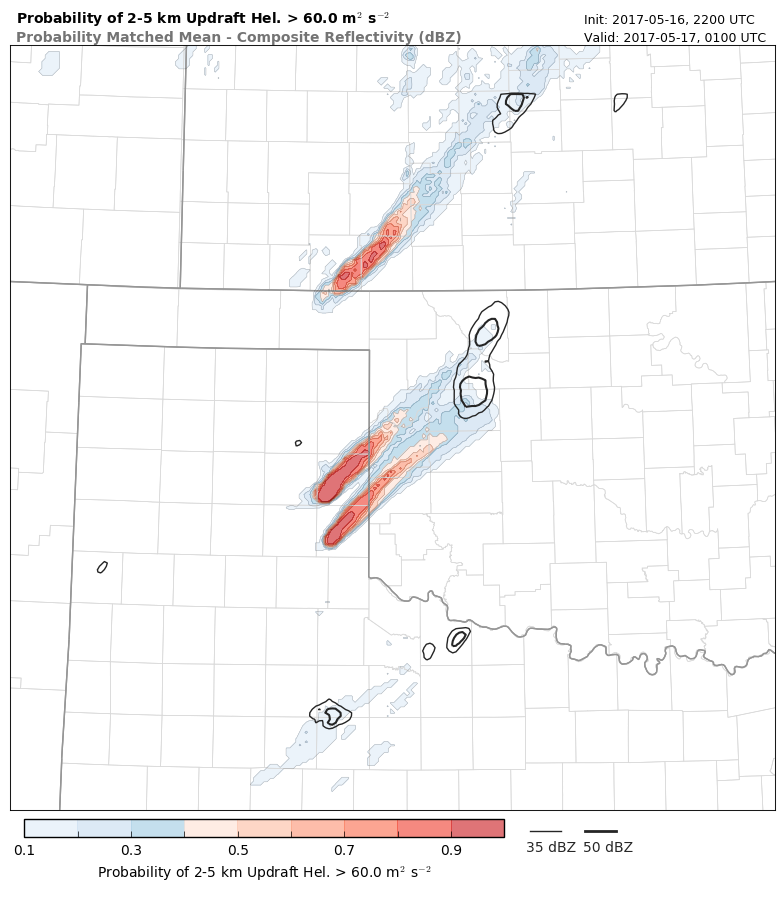 Probability of 2-5 km Updraft Hel. > 60.0 m² s⁻²
Probability Matched Mean - Composite Reflectivity (dBZ)
Init: 2017-05-16, 2200 UTC
Valid: 2017-05-17, 0100 UTC
0.1 0.3 0.5 0.7 0.9
35 dBZ 50 dBZ
Probability of 2-5 km Updraft Hel. > 60.0 m² s⁻²